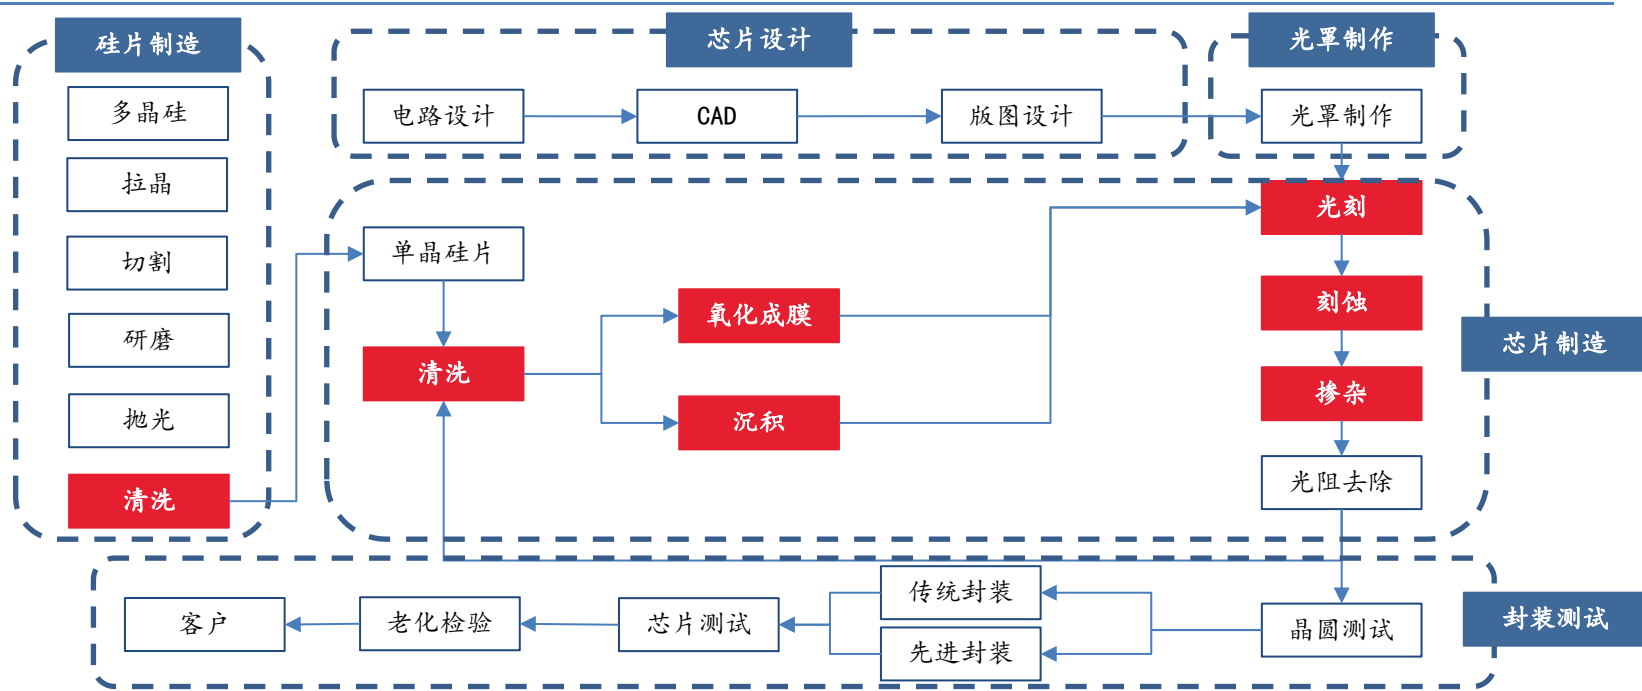 硅片制造
多晶硅
拉晶
切割
研磨
抛光
清洗
芯片设计
电路设计
CAD
版图设计
光罩制作
光罩制作
单晶硅片
清洗
氧化成膜
沉积
光刻
刻蚀
掺杂
光阻去除
芯片制造
客户
老化检验
芯片测试
传统封装
先进封装
晶圆测试
封装测试